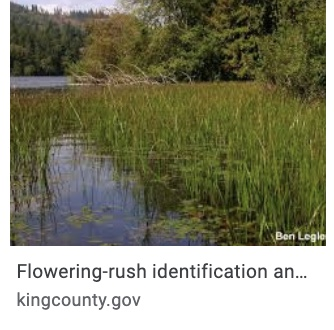 Ben Legle
Flowering-rush identification an...
kingcounty.gov